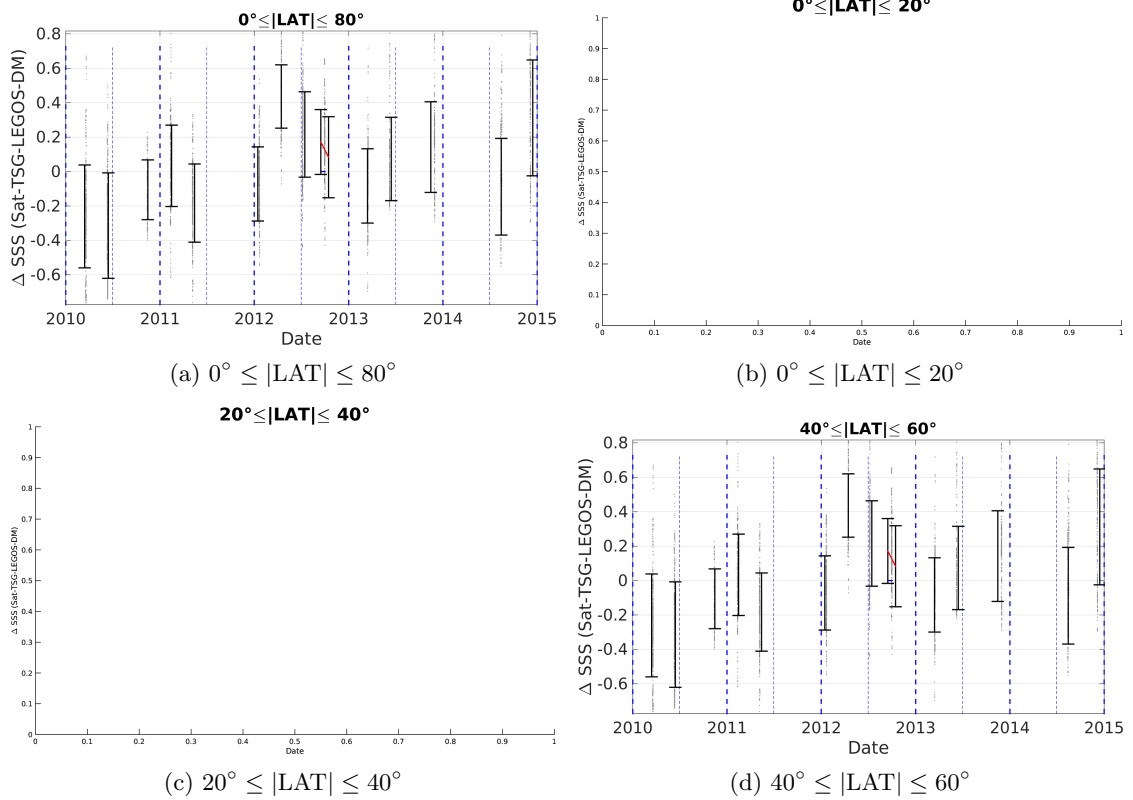 0°≤|LAT|≤ 80°
Δ SSS (Sat-TSG-LEGOS-DM)
0.8
0.6
0.4
0.2
0
-0.2
-0.4
-0.6
2010 2011 2012 2013 2014 2015
Date
(a) 0° ≤ |LAT| ≤ 80°
0°≤|LAT|≤ 20°
Δ SSS (Sat-TSG-LEGOS-DM)
1
0.9
0.8
0.7
0.6
0.5
0.4
0.3
0.2
0.1
0
0 0.1 0.2 0.3 0.4 0.5 0.6 0.7 0.8 0.9 1
Date
(b) 0° ≤ |LAT| ≤ 20°
20°≤|LAT|≤ 40°
Δ SSS (Sat-TSG-LEGOS-DM)
1
0.9
0.8
0.7
0.6
0.5
0.4
0.3
0.2
0.1
0
0 0.1 0.2 0.3 0.4 0.5 0.6 0.7 0.8 0.9 1
Date
(c) 20° ≤ |LAT| ≤ 40°
40°≤|LAT|≤ 60°
Δ SSS (Sat-TSG-LEGOS-DM)
0.8
0.6
0.4
0.2
0
-0.2
-0.4
-0.6
2010 2011 2012 2013 2014 2015
Date
(d) 40° ≤ |LAT| ≤ 60°